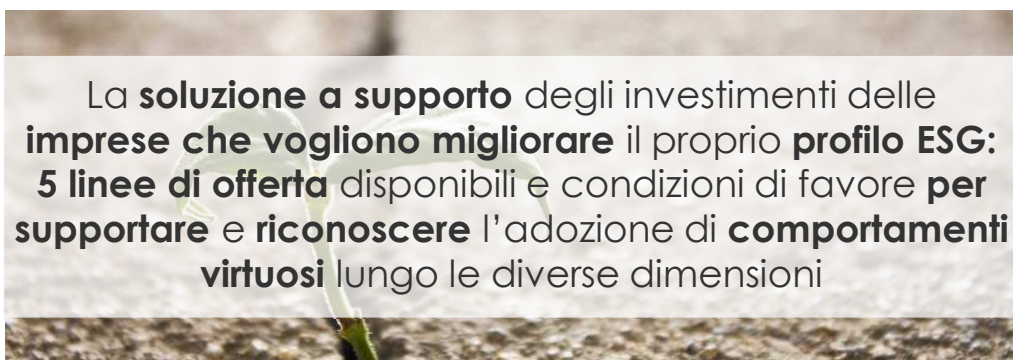 La soluzione a supporto degli investimenti delle
imprese che vogliono migliorare il proprio profilo ESG:
5 linee di offerta disponibili e condizioni di favore per
supportare e riconoscere l’adozione di comportamenti
virtuosi lungo le diverse dimensioni